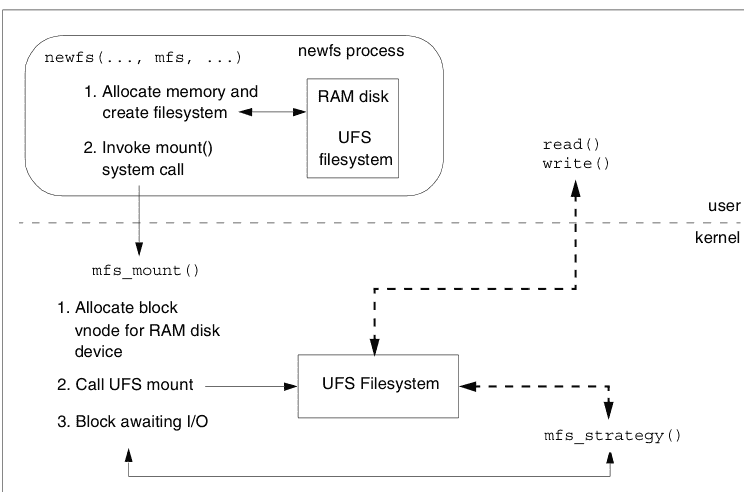 newfs(..., mfs, ...)
newfs process
1. Allocate memory and
create filesystem
RAM disk
UFS
filesystem
2. Invoke mount()
system call
read()
write()
user
kernel
mfs_mount()
1. Allocate block
vnode for RAM disk
device
2. Call UFS mount
UFS Filesystem
3. Block awaiting I/O
mfs_strategy()